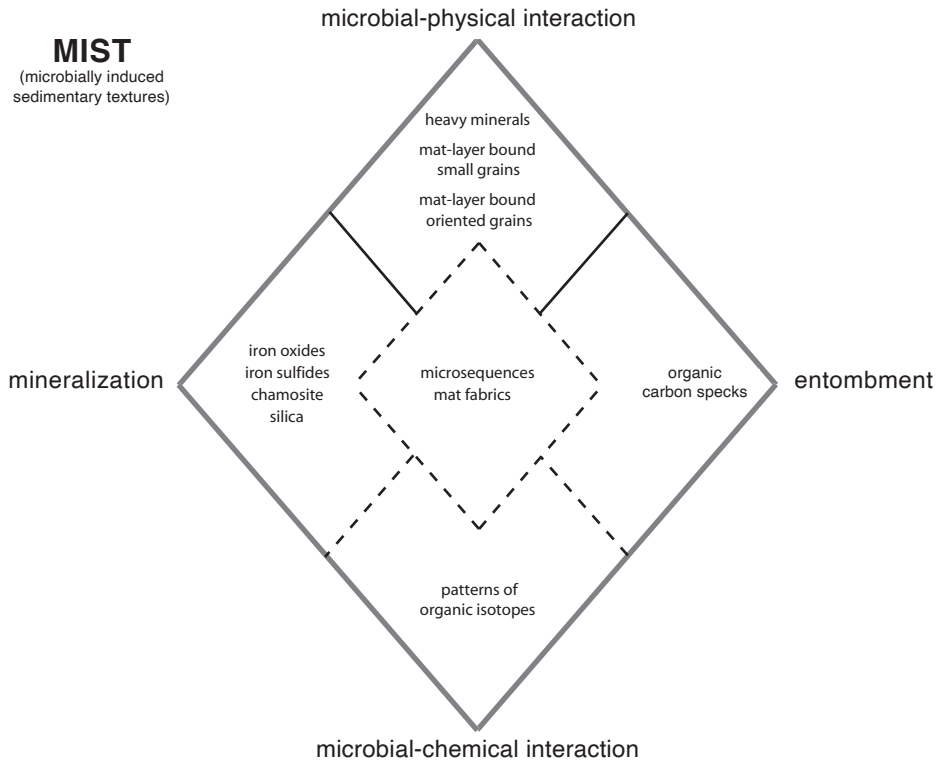 microbial-physical interaction
MIST
(microbially induced
sedimentary textures)
heavy minerals
mat-layer bound
small grains
mat-layer bound
oriented grains
mineralization
iron oxides
iron sulfides
chamosite
silica
microsequences
mat fabrics
organic
carbon specks
entombment
patterns of
organic isotopes
microbial-chemical interaction